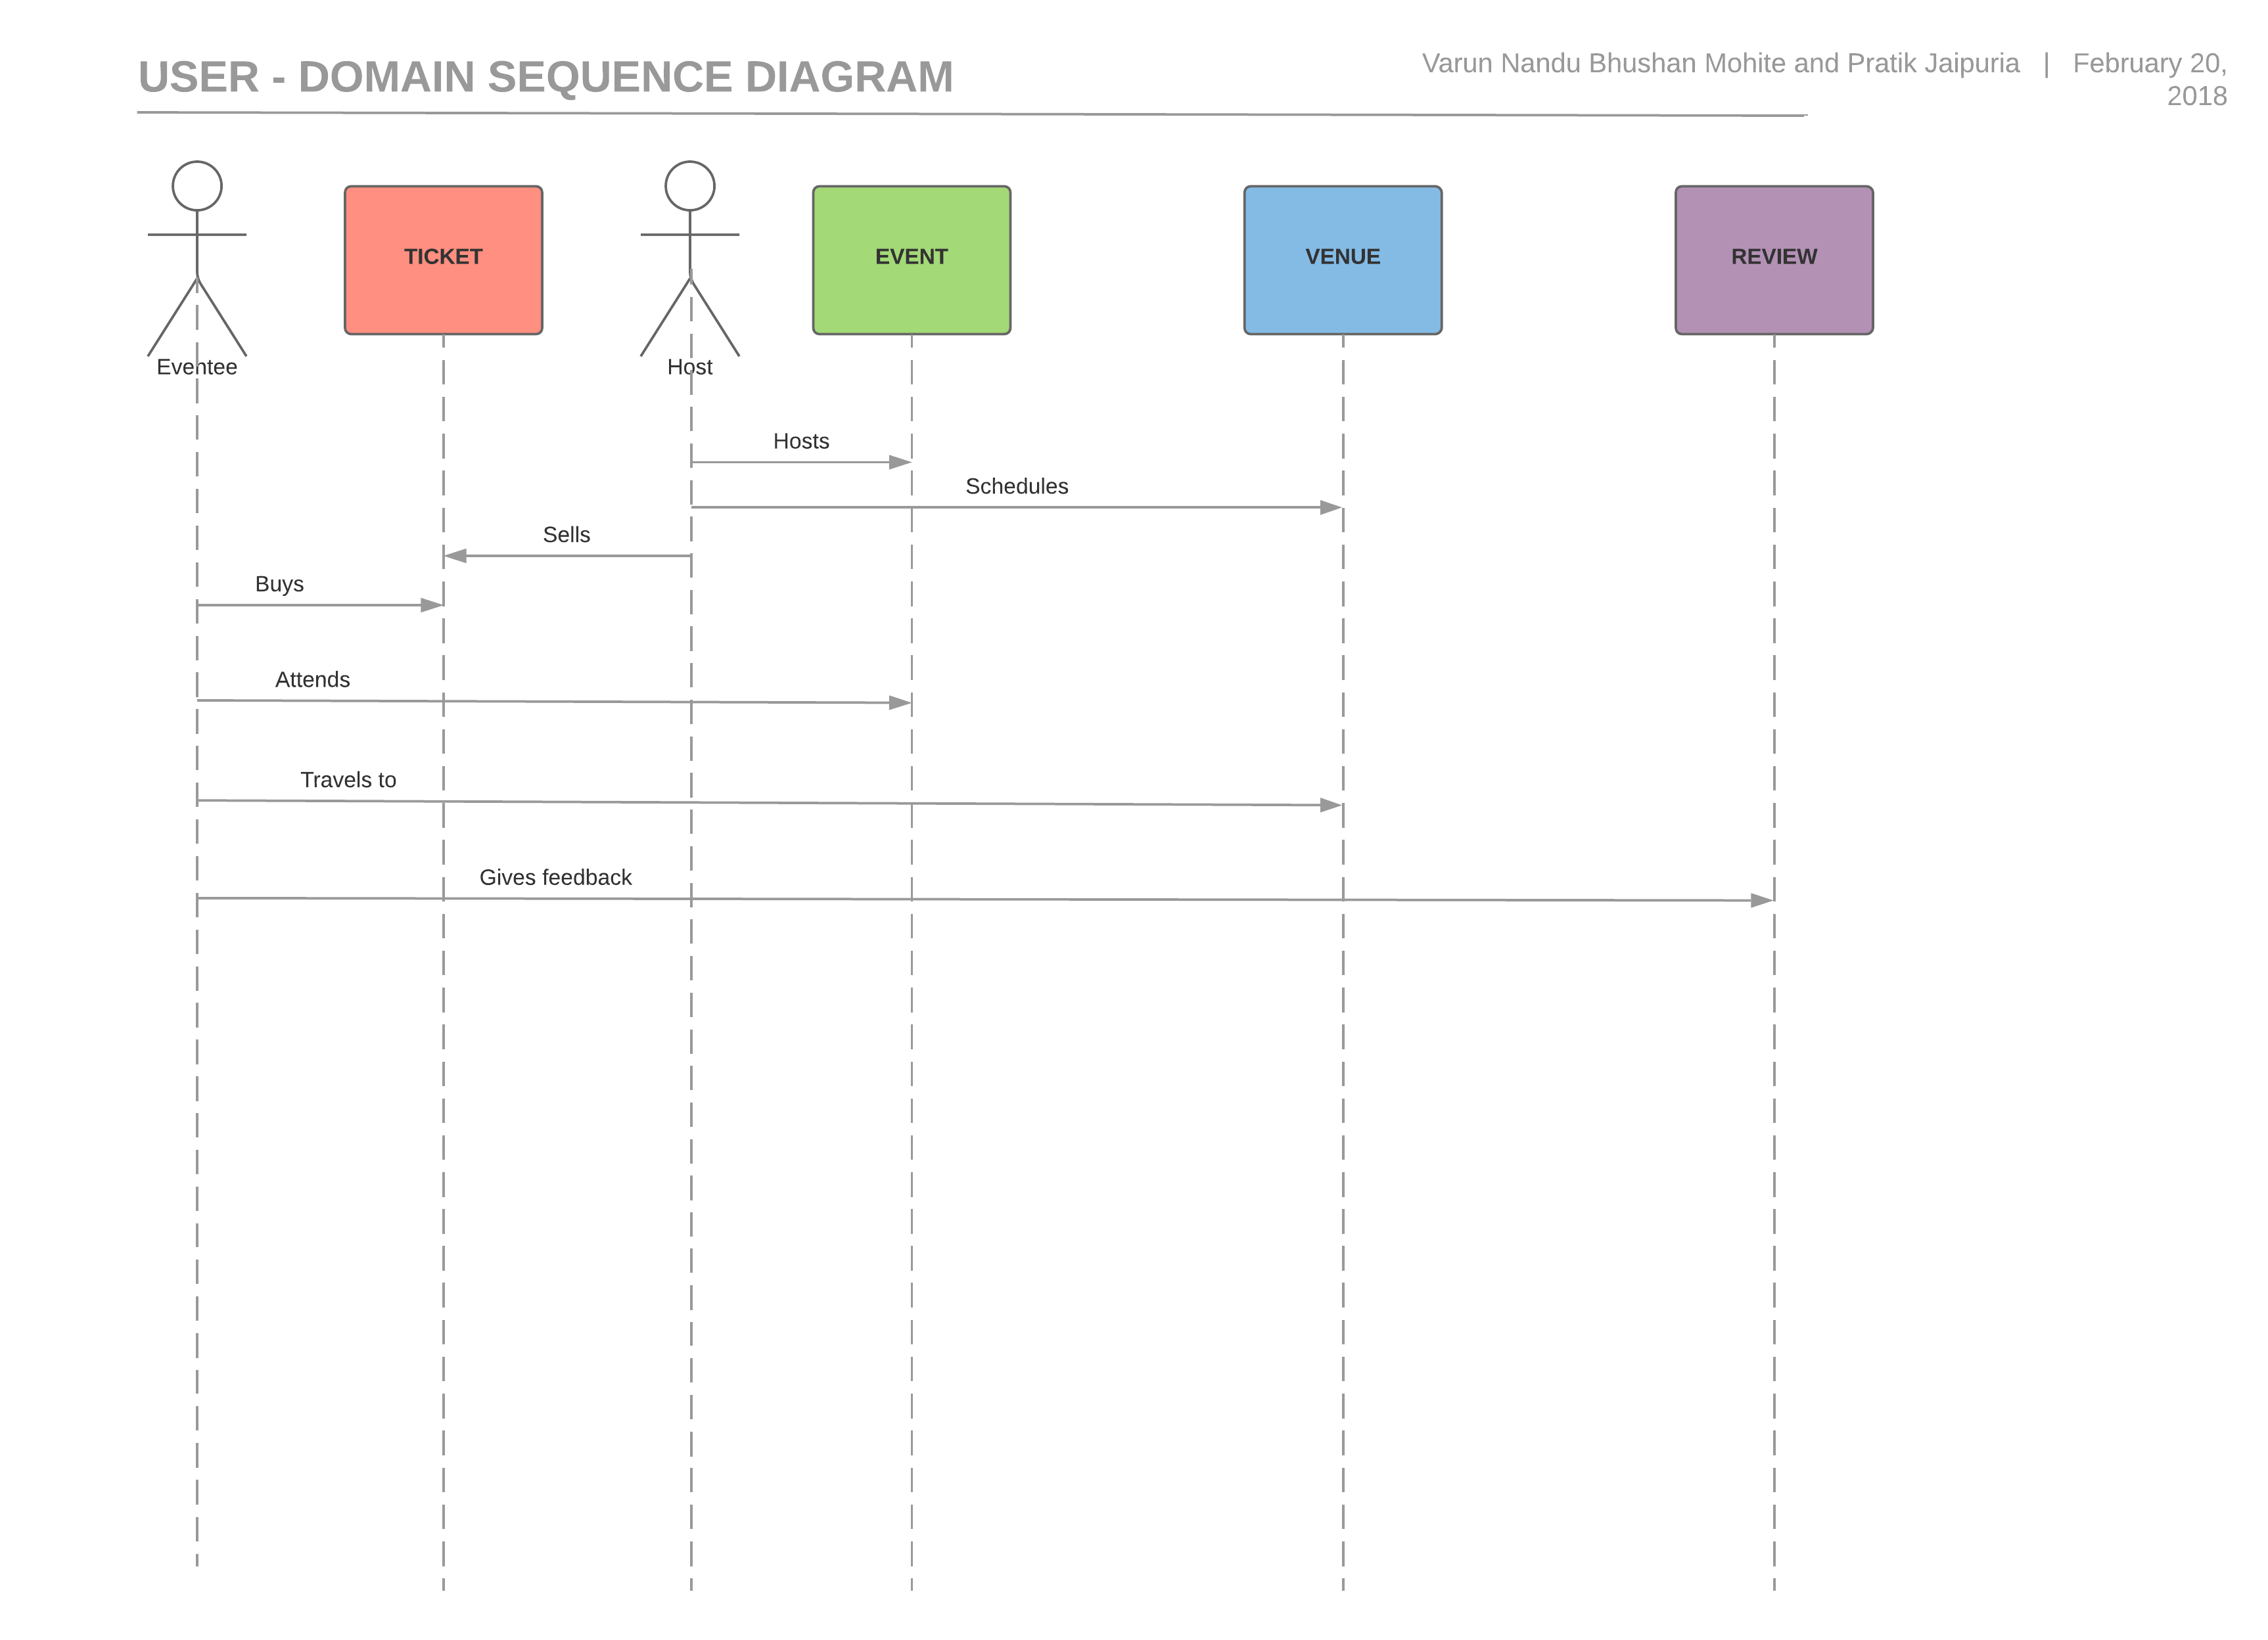 USER - DOMAIN SEQUENCE DIAGRAM
Varun Nandu Bhushan Mohite and Pratik Jaipuria | February 20,
2018
TICKET
EVENT
VENUE
REVIEW
Eventee
Host
Hosts
Schedules
Sells
Buys
Attends
Travels to
Gives feedback